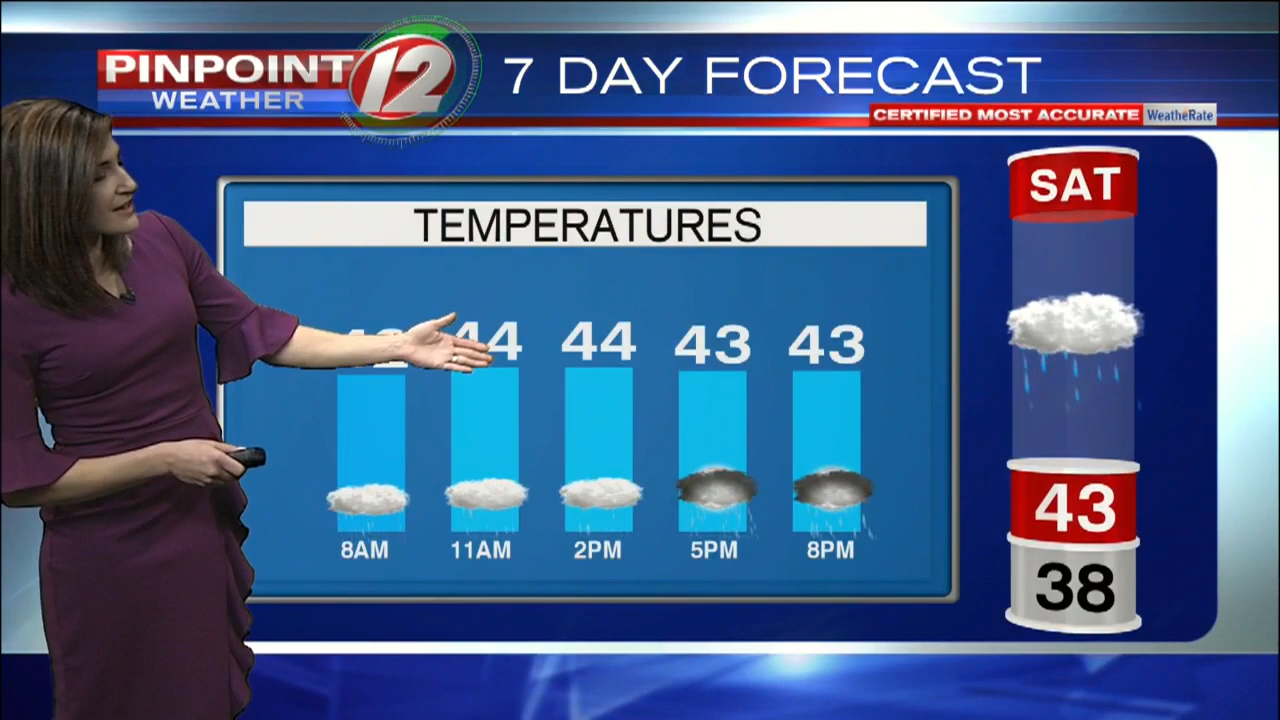 PINPOINT 12
WEATHER
7 DAY FORECAST
CERTIFIED MOST ACCURATE WeatheRate
SAT
TEMPERATURES
44 44 43 43
8AM 11AM 2PM 5PM 8PM
43
38